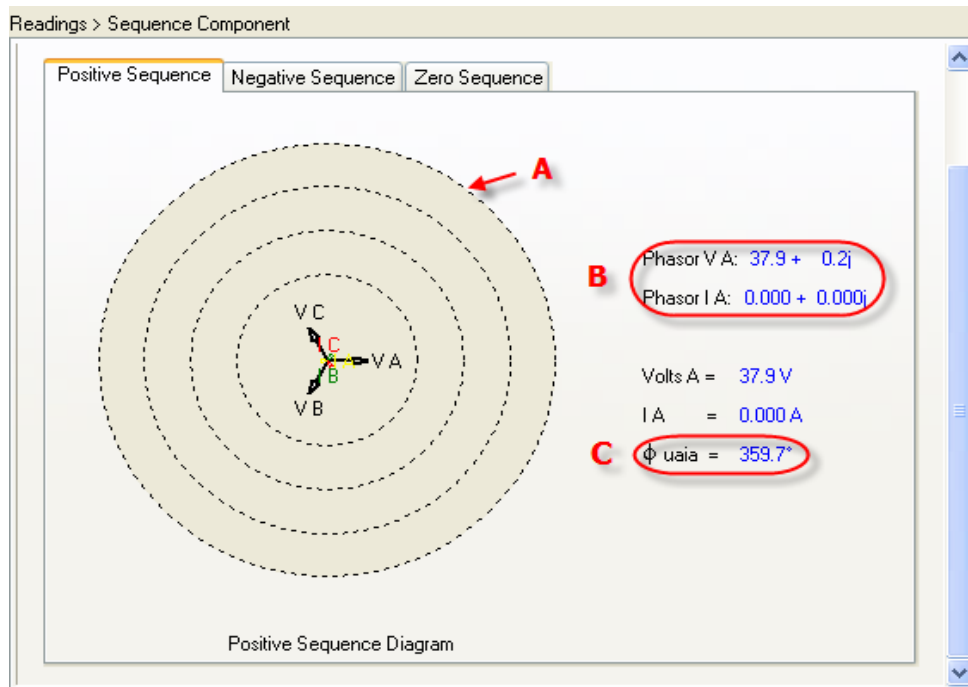 Readings > Sequence Component
Positive Sequence Negative Sequence Zero Sequence
A
V C
C
A
V A
B
V B
B
Phasor V A: 37.9 + 0.2j
Phasor I A: 0.000 + 0.000j
Volts A = 37.9 V
I A = 0.000 A
C
ϕ uaia = 359.7°
Positive Sequence Diagram